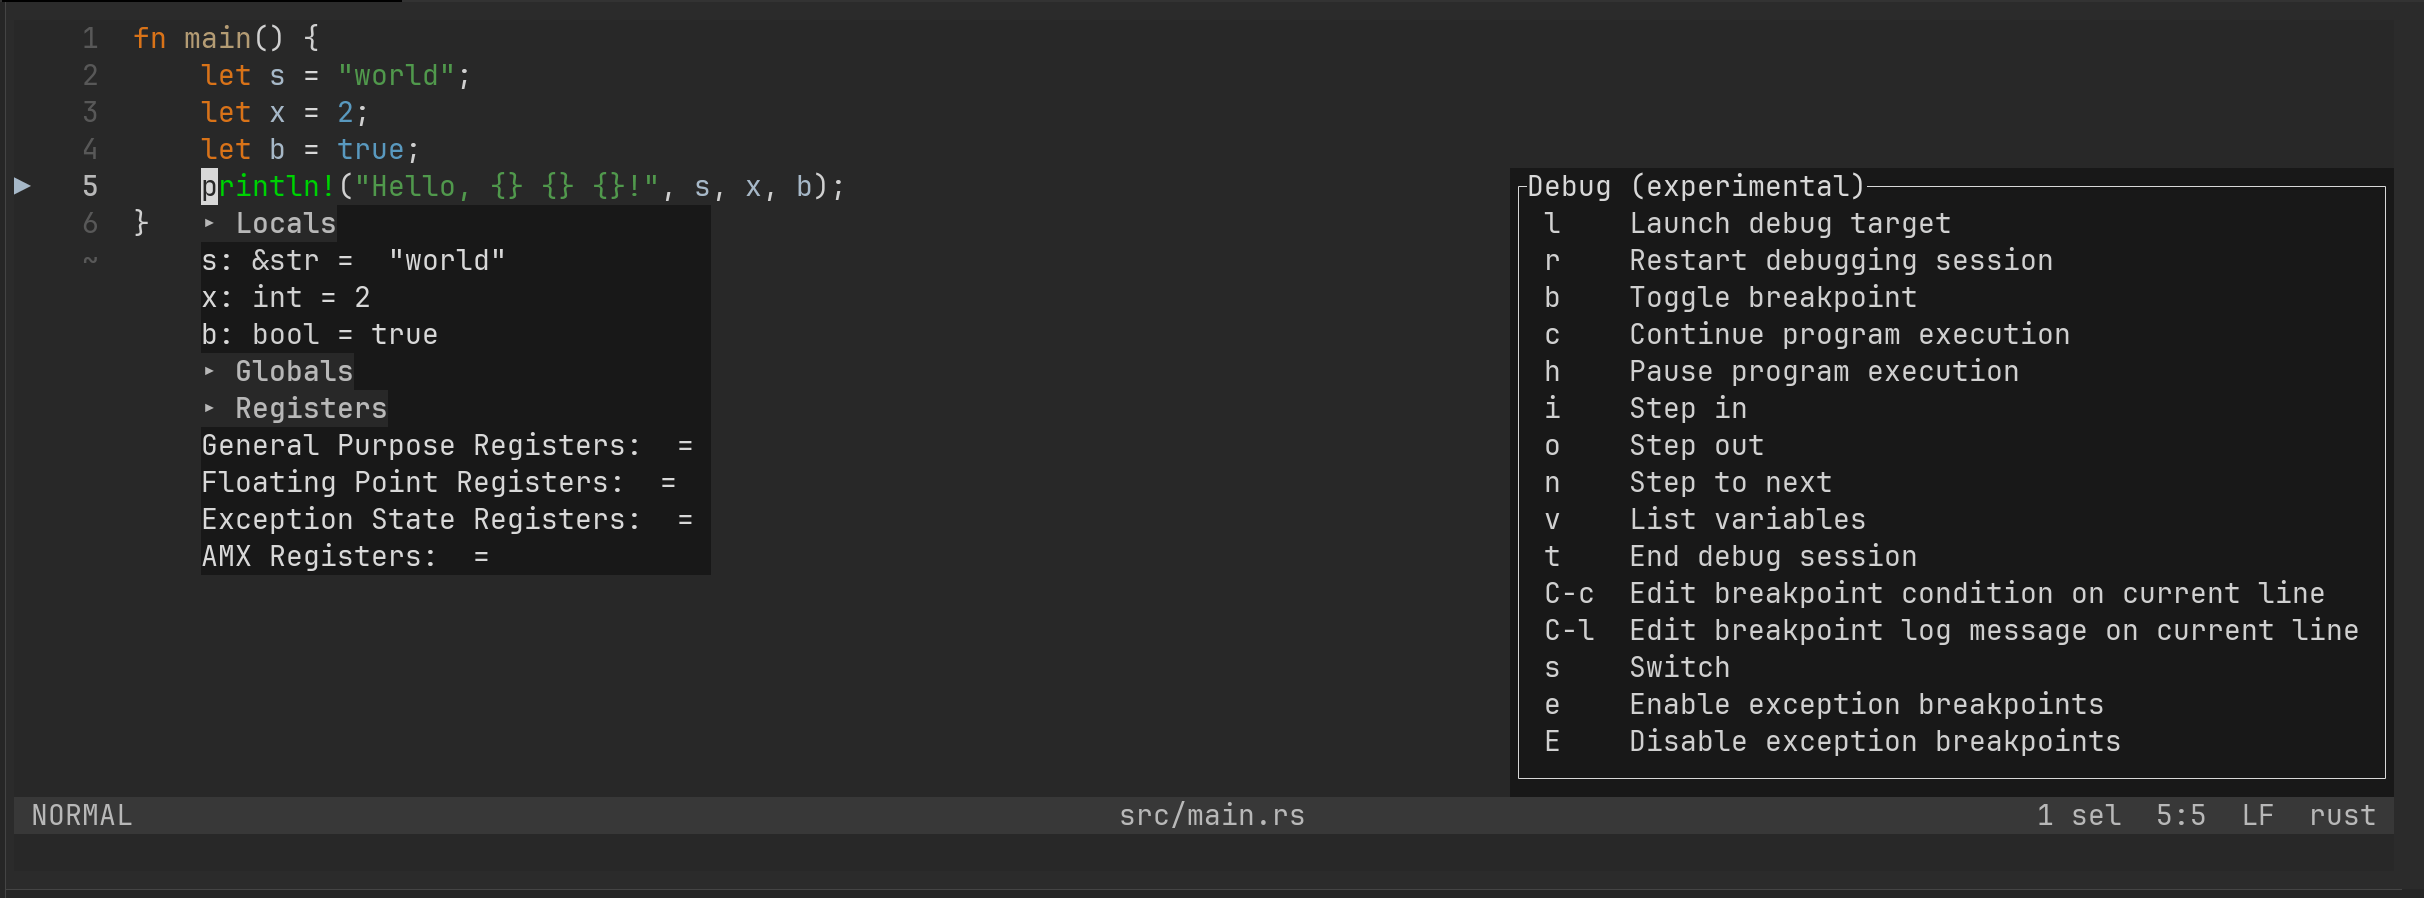 1 fn main() {
2 let s = "world";
3 let x = 2;
4 let b = true;
▶ 5 println!("Hello, {} {} {}!", s, x, b);
6 }
~
▸ Locals
s: &str =  "world"
x: int = 2
b: bool = true
▸ Globals
▸ Registers
General Purpose Registers:  =
Floating Point Registers:  =
Exception State Registers:  =
AMX Registers:  =
Debug (experimental)
l Launch debug target
r Restart debugging session
b Toggle breakpoint
c Continue program execution
h Pause program execution
i Step in
o Step out
n Step to next
v List variables
t End debug session
C-c Edit breakpoint condition on current line
C-l Edit breakpoint log message on current line
s Switch
e Enable exception breakpoints
E Disable exception breakpoints
NORMAL src/main.rs 1 sel 5:5 LF rust